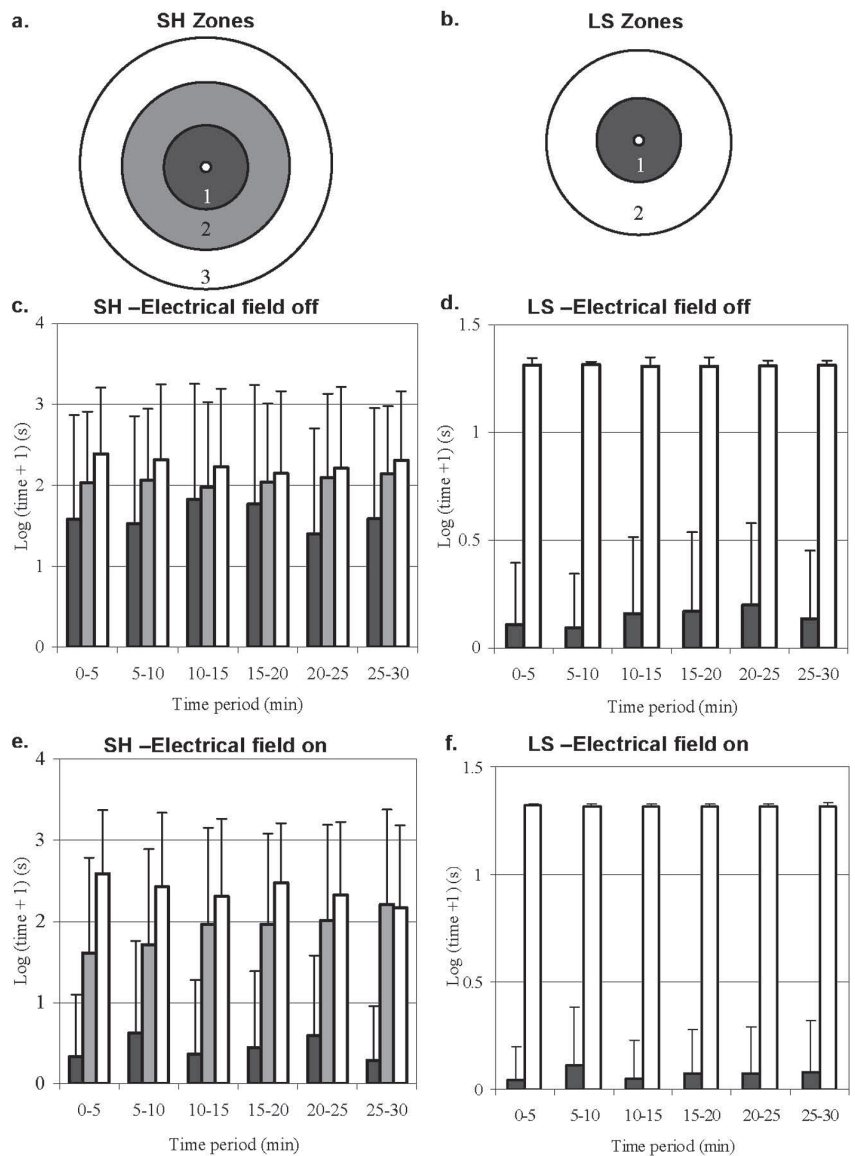 a. SH Zones
1
2
3
b. LS Zones
1
2
c. SH –Electrical field off
Log (time + 1) (s)
4
3
2
1
0
0-5 5-10 10-15 15-20 20-25 25-30
Time period (min)
d. LS –Electrical field off
Log (time + 1) (s)
1.5
1
0.5
0
0-5 5-10 10-15 15-20 20-25 25-30
Time period (min)
e. SH –Electrical field on
Log (time + 1) (s)
4
3
2
1
0
0-5 5-10 10-15 15-20 20-25 25-30
Time period (min)
f. LS –Electrical field on
Log (time +1) (s)
1.5
1
0.5
0
0-5 5-10 10-15 15-20 20-25 25-30
Time period (min)